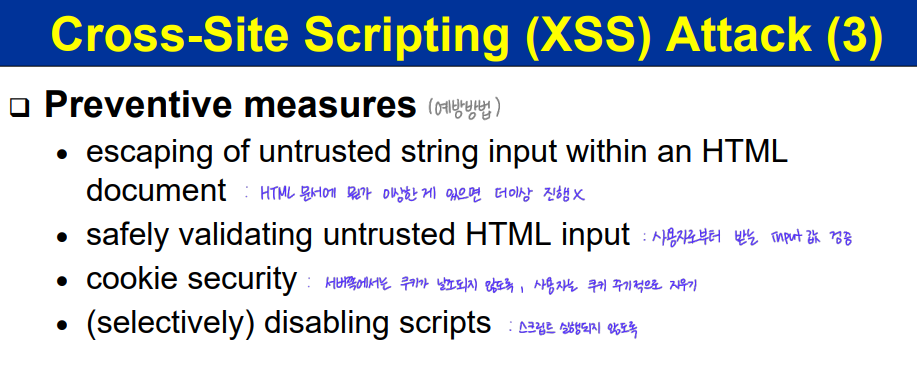 Cross-Site Scripting (XSS) Attack (3)
❑ Preventive measures (예방방법)
• escaping of untrusted string input within an HTML
document : HTML 문서에 뭔가 이상한 게 있으면 더이상 진행 X
• safely validating untrusted HTML input : 사용자로부터 받는 input 값 검증
• cookie security : 서버쪽에서는 쿠키가 날조되지 않도록, 사용자는 쿠키 주기적으로 지우기
• (selectively) disabling scripts : 스크립트 실행되지 않도록